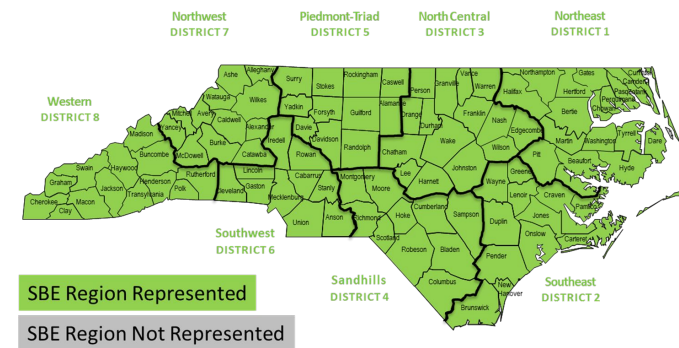 Northwest
DISTRICT 7
Piedmont-Triad
DISTRICT 5
North Central
DISTRICT 3
Northeast
DISTRICT 1
Western
DISTRICT 8
Southwest
DISTRICT 6
Sandhills
DISTRICT 4
Southeast
DISTRICT 2
Ashe
Alleghany
Surry
Stokes
Rockingham
Caswell
Person
Granville
Vance
Warren
Halifax
Northampton
Gates
Hertford
Camden
Pasquotank
Perquimans
Chowan
Bertie
Watauga
Wilkes
Yadkin
Forsyth
Guilford
Alamance
Orange
Durham
Franklin
Nash
Edgecombe
Martin
Washington
Tyrrell
Dare
Mitchell
Avery
Yancey
Caldwell
Alexander
Iredell
Davie
Davidson
Randolph
Chatham
Wake
Wilson
Pitt
Beaufort
Hyde
Madison
Buncombe
McDowell
Burke
Catawba
Rowan
Lincoln
Cabarrus
Montgomery
Moore
Lee
Harnett
Johnston
Wayne
Greene
Lenoir
Craven
Pamlico
Swain
Haywood
Graham
Jackson
Henderson
Transylvania
Polk
Rutherford
Cleveland
Gaston
Mecklenburg
Stanly
Cherokee
Clay
Macon
Union
Anson
Richmond
Hoke
Cumberland
Sampson
Duplin
Jones
Onslow
Carteret
Scotland
Robeson
Bladen
Pender
Columbus
New
Hanover
Brunswick
SBE Region Represented
SBE Region Not Represented